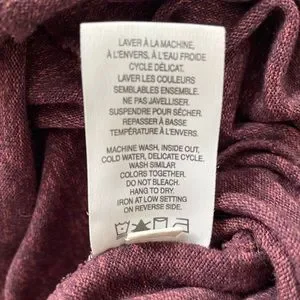 LAVER À LA MACHINE,
À L'ENVERS, À L'EAU FROIDE
CYCLE DÉLICAT.
LAVER LES COULEURS
SEMBLABLES ENSEMBLE.
NE PAS JAVELLISER.
SUSPENDRE POUR SÉCHER.
REPASSER À BASSE
TEMPÉRATURE À L'ENVERS.
MACHINE WASH, INSIDE OUT,
COLD WATER, DELICATE CYCLE.
WASH SIMILAR
COLORS TOGETHER.
DO NOT BLEACH.
HANG TO DRY.
IRON AT LOW SETTING
ON REVERSE SIDE.